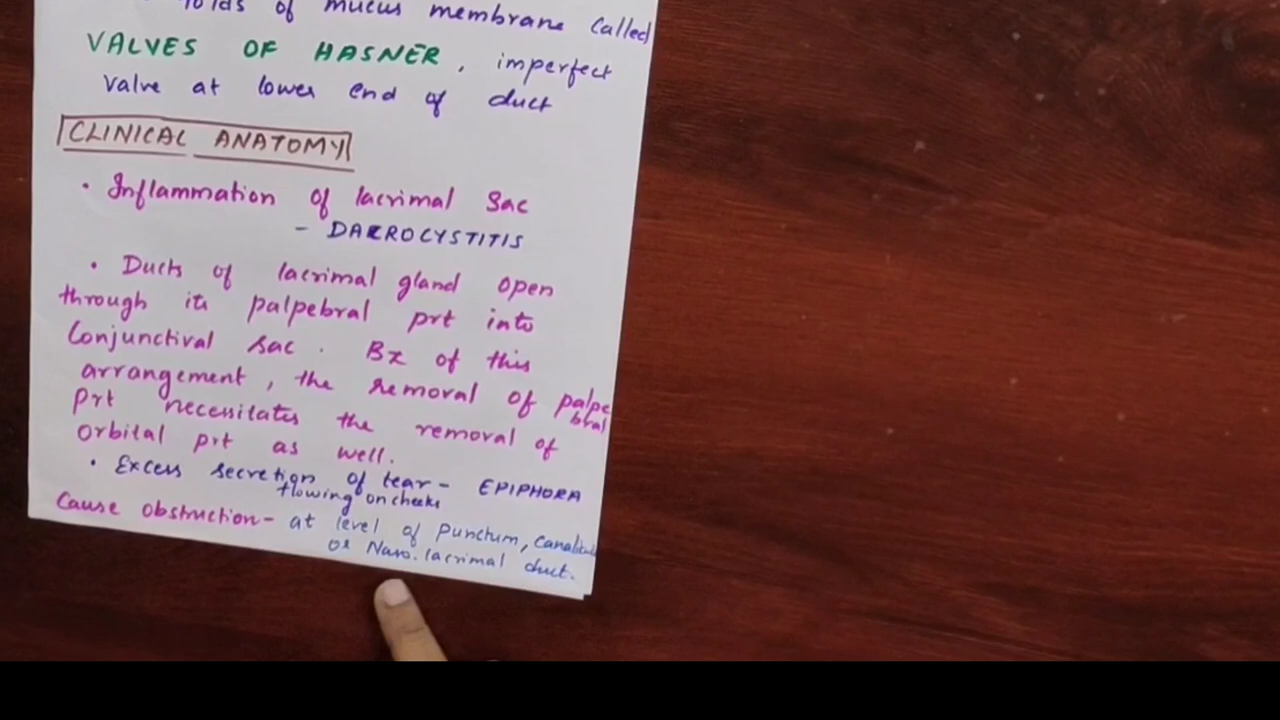 folds of mucus membrane called
VALVES OF HASNER, imperfect
valve at lower end of duct
CLINICAL ANATOMY
• Inflammation of lacrimal Sac
- DACROCYSTITIS
• Ducts of lacrimal gland open
through its palpebral prt into
Conjunctival sac. Bz of this
arrangement, the removal of palpebral
prt necessitates the removal of
orbital prt as well.
• Excess secretion of tear - EPIPHORA
flowing on cheeks
Cause obstruction - at level of punctum,
or Naso.lacrimal duct.